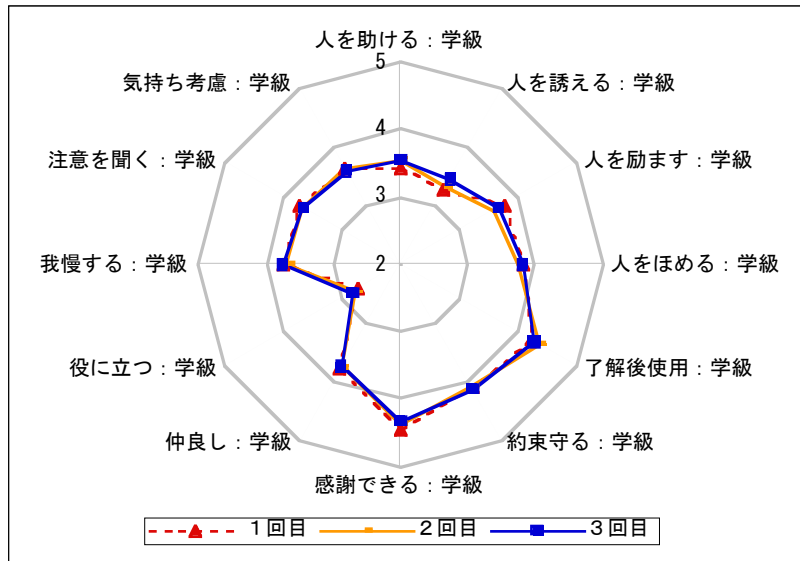 人を助ける：学級
5
気持ち考慮：学級
人を誘える：学級
4
注意を聞く：学級
人を励ます：学級
3
我慢する：学級
2
人をほめる：学級
役に立つ：学級
了解後使用：学級
仲良し：学級
約束守る：学級
感謝できる：学級
1回目
2回目
3回目